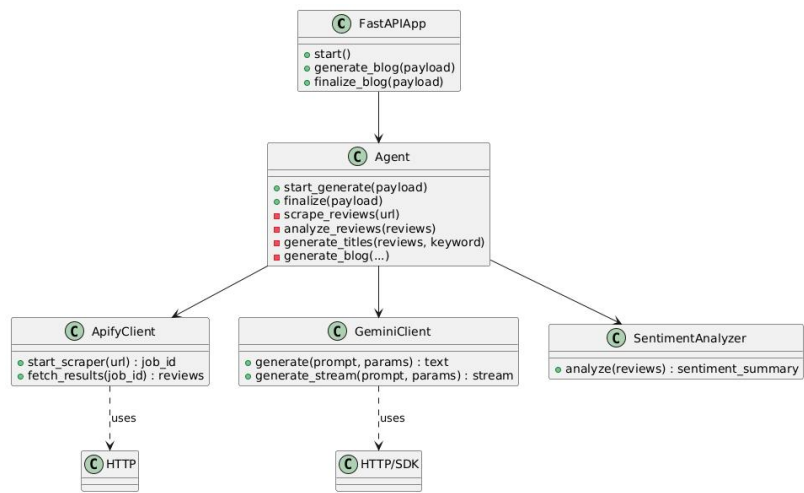 C FastAPIApp
start()
generate_blog(payload)
finalize_blog(payload)
C Agent
start_generate(payload)
finalize(payload)
scrape_reviews(url)
analyze_reviews(reviews)
generate_titles(reviews, keyword)
generate_blog(...)
C ApifyClient
start_scraper(url) : job_id
fetch_results(job_id) : reviews
C GeminiClient
generate(prompt, params) : text
generate_stream(prompt, params) : stream
C SentimentAnalyzer
analyze(reviews) : sentiment_summary
uses
uses
C HTTP
C HTTP/SDK